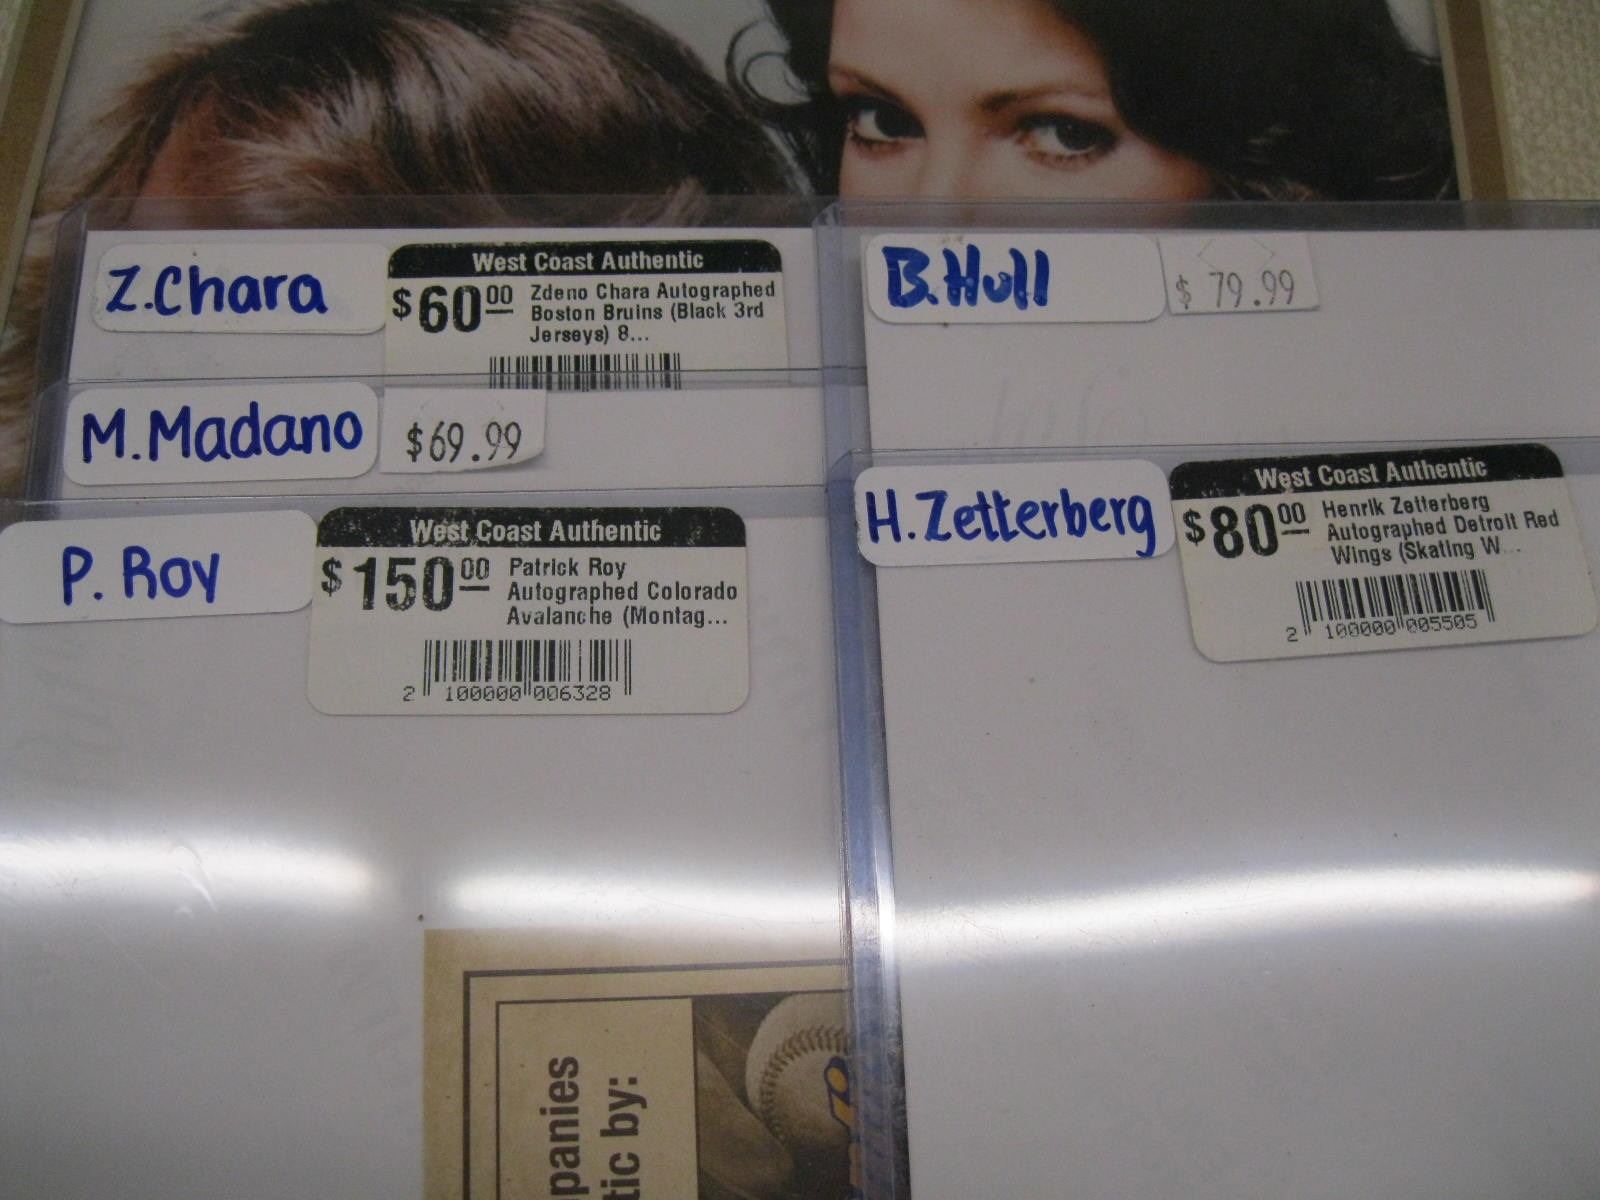 Z.Chara
West Coast Authentic
$60 00
Zdeno Chara Autographed
Boston Bruins (Black 3rd
Jerseys) 8...
B.Hull
$ 79.99
M.Madano
$69.99
P. Roy
West Coast Authentic
$150 00
Patrick Roy
Autographed Colorado
Avalanche (Montag...
2 100000 006328
H.Zetterberg
West Coast Authentic
$80 00
Henrik Zetterberg
Autographed Detroit Red
Wings (Skating W...
2 100000 005505
panies
tic by: